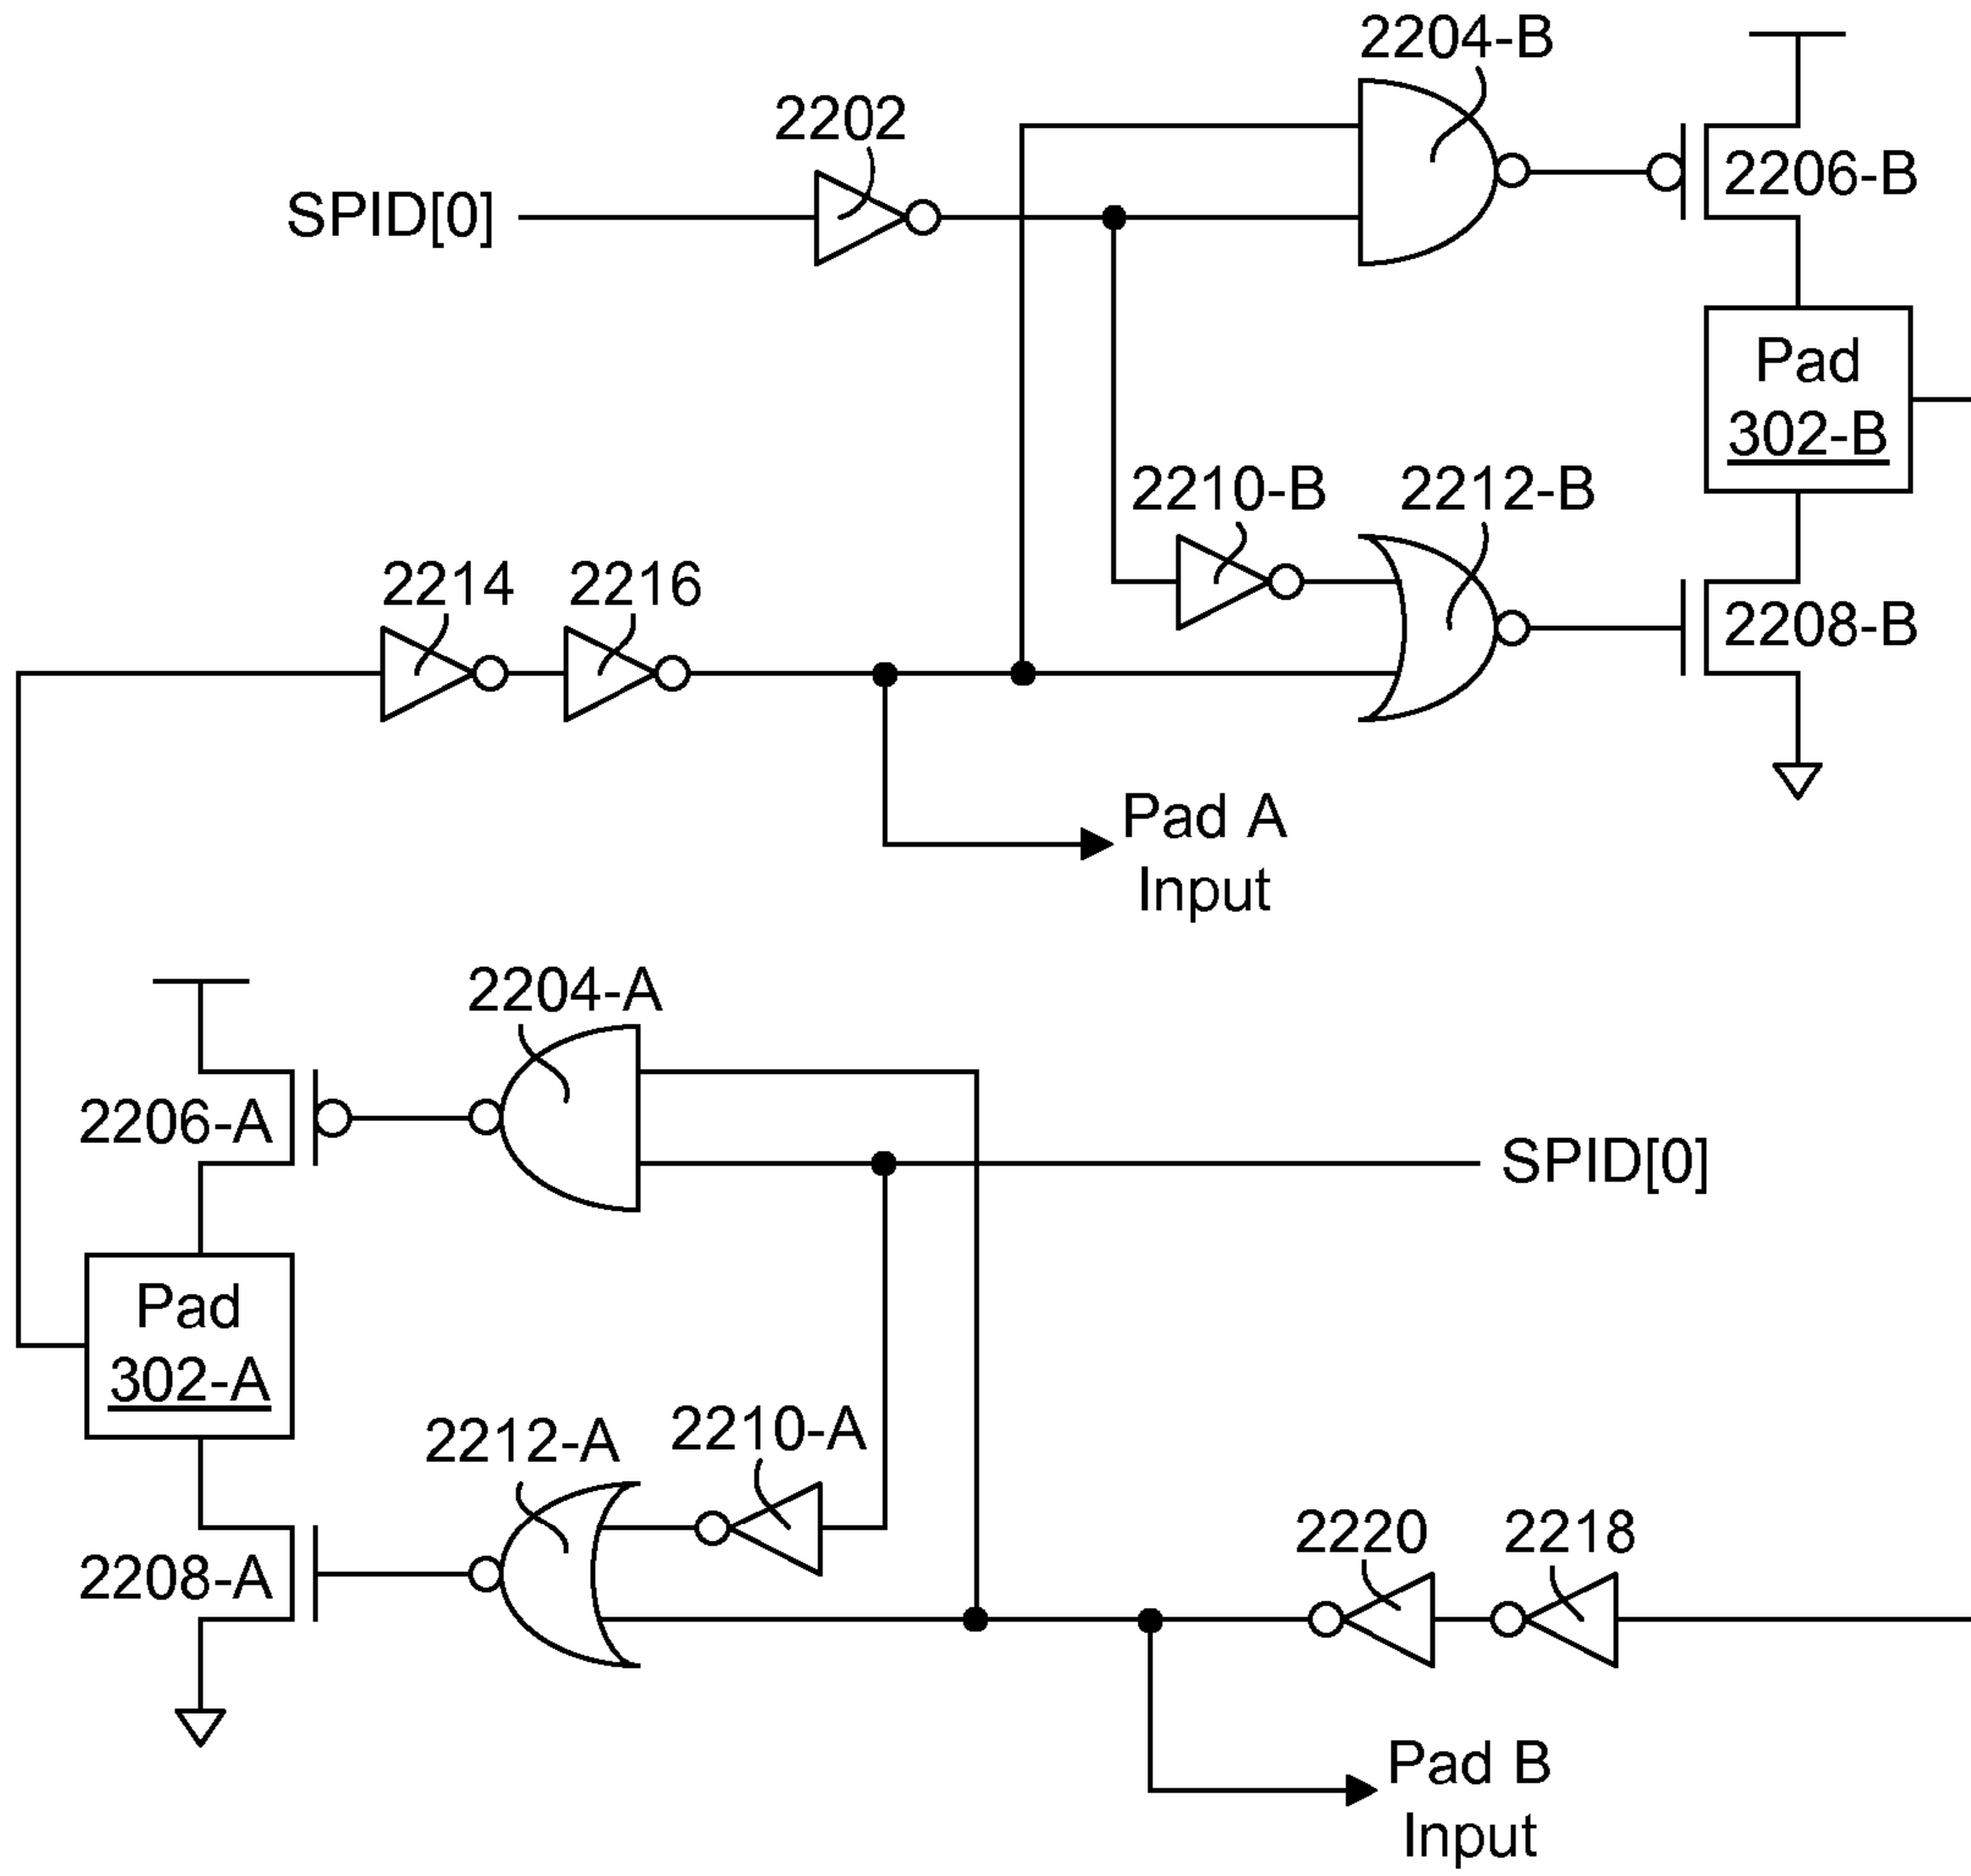 2204-B
2202
SPID[0]
2206-B
Pad
302-B
2210-B
2212-B
2214
2216
2208-B
Pad A
Input
2204-A
2206-A
SPID[0]
Pad
302-A
2212-A
2210-A
2220
2218
2208-A
Pad B
Input